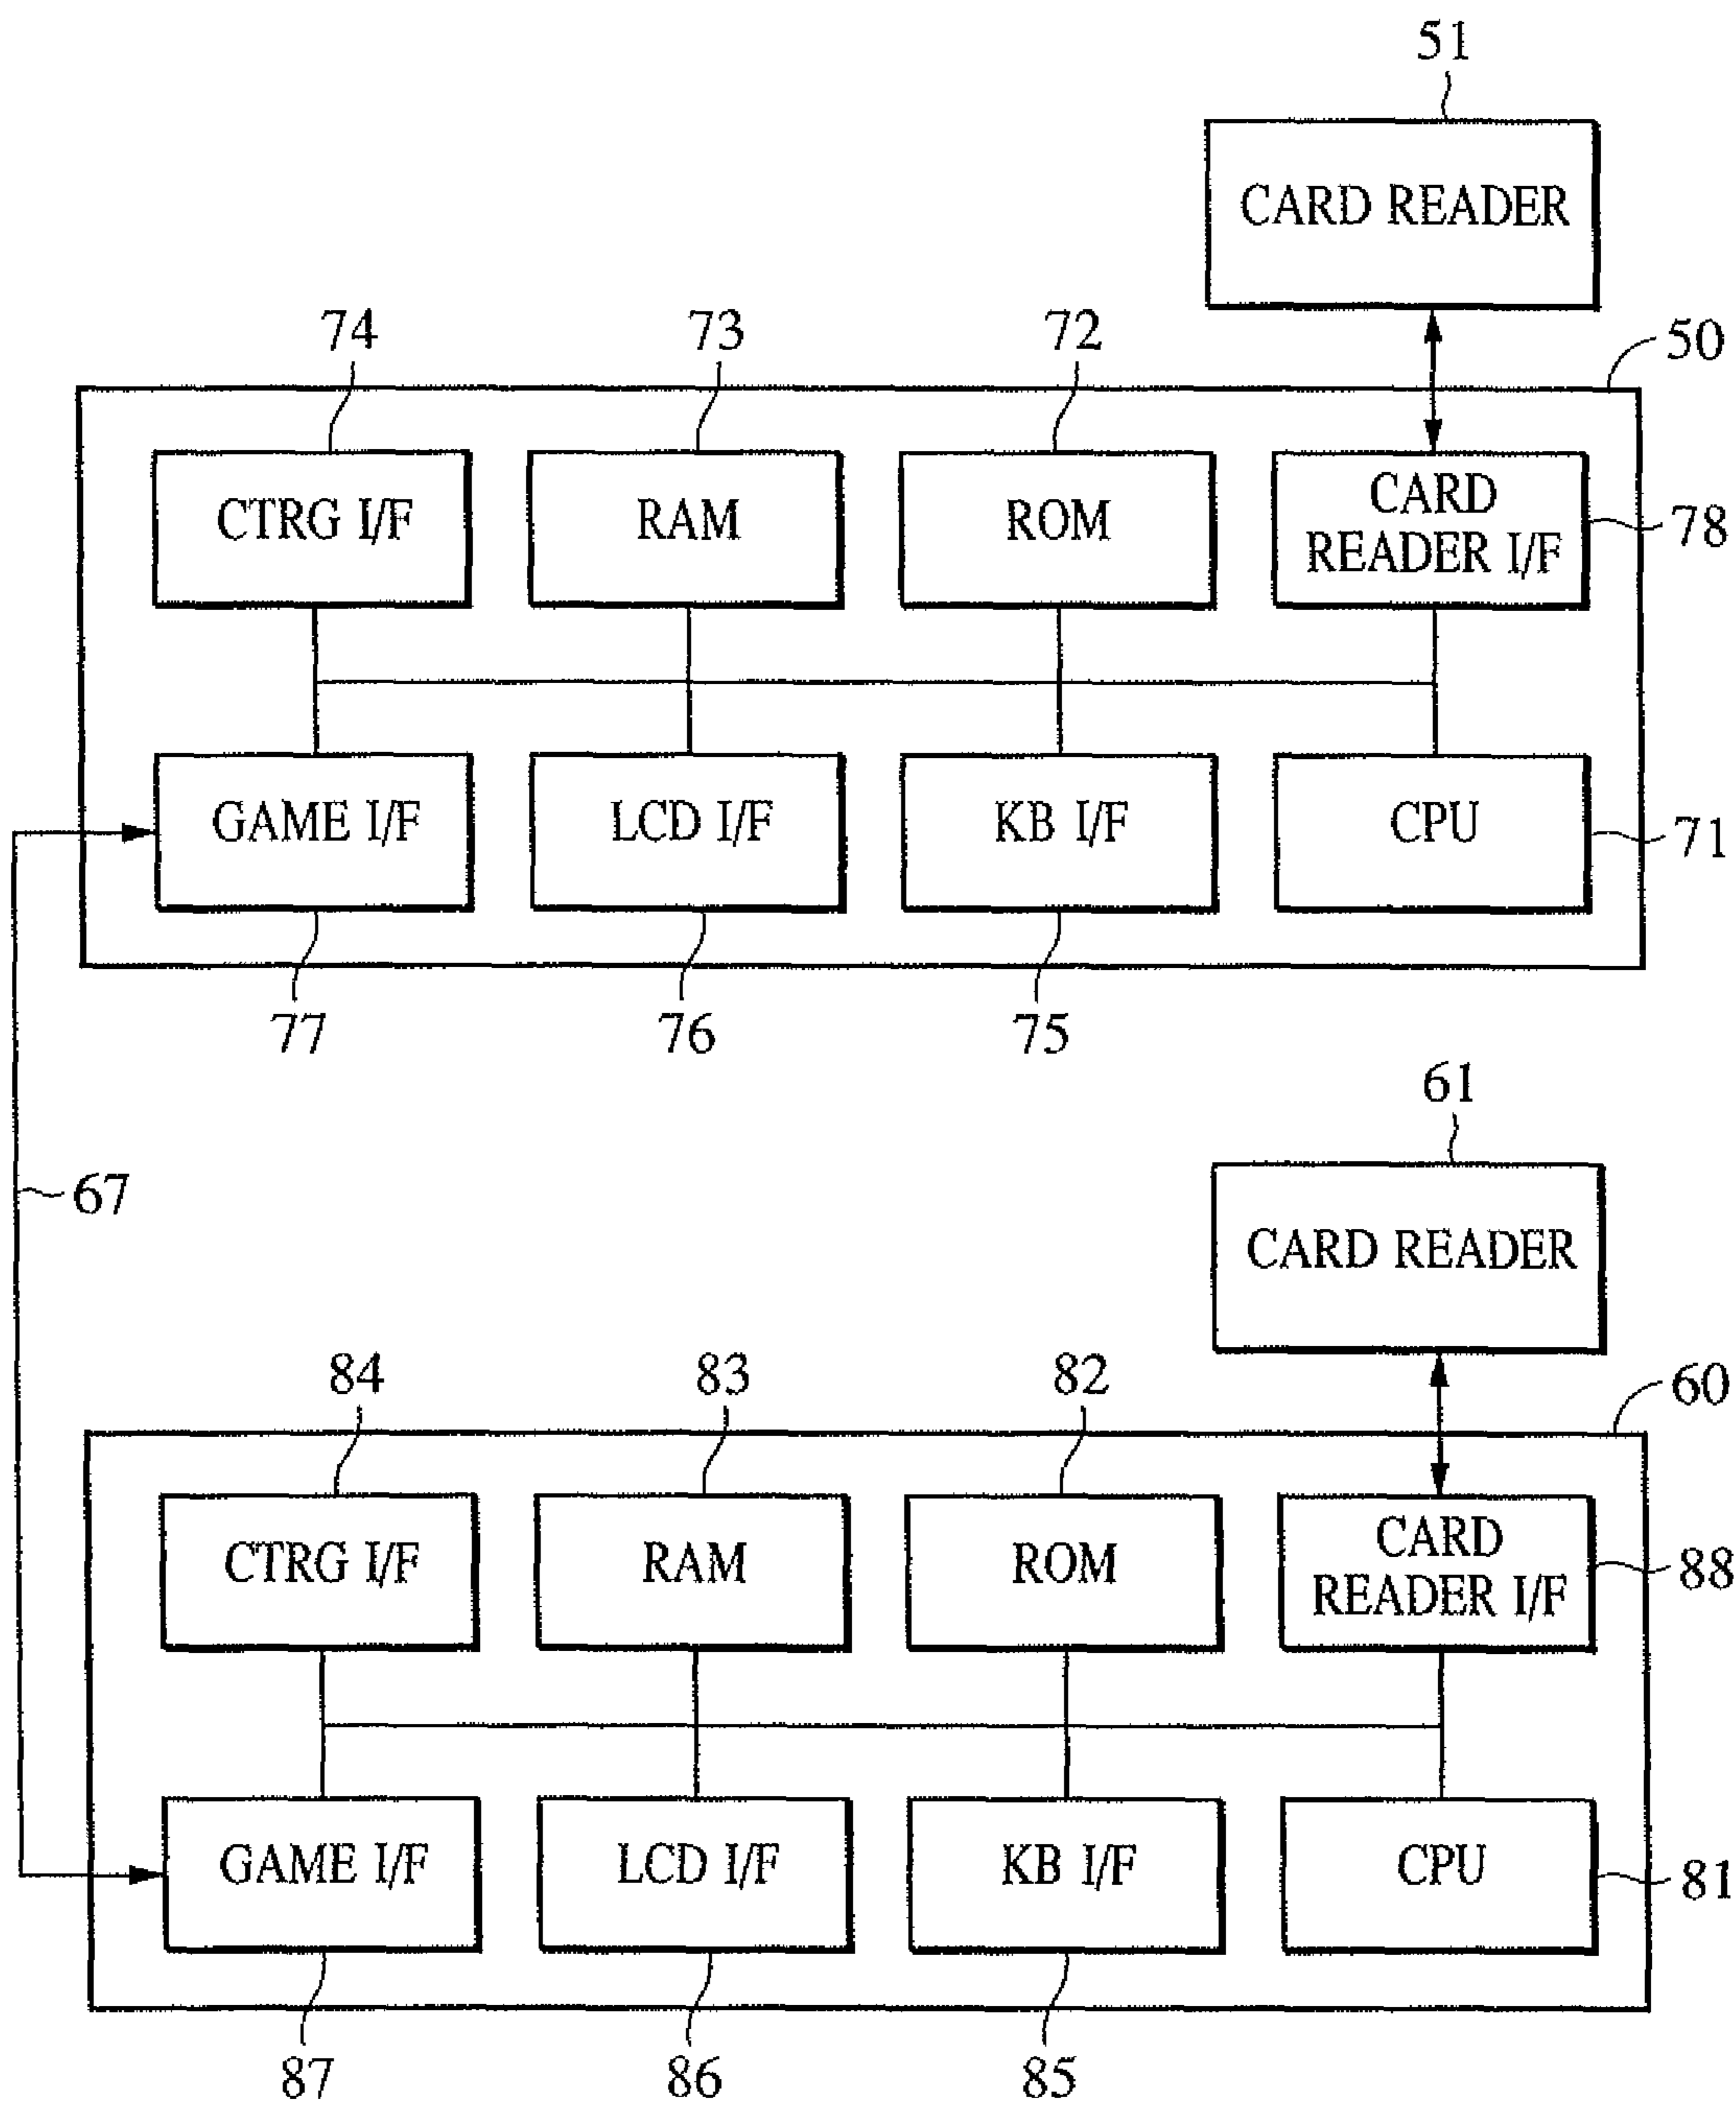 51
CARD READER
74
73
72
50
CTRG I/F
RAM
ROM
CARD
READER I/F
78
GAME I/F
LCD I/F
KB I/F
CPU
71
77
76
75
61
67
CARD READER
84
83
82
60
CTRG I/F
RAM
ROM
CARD
READER I/F
88
GAME I/F
LCD I/F
KB I/F
CPU
81
87
86
85